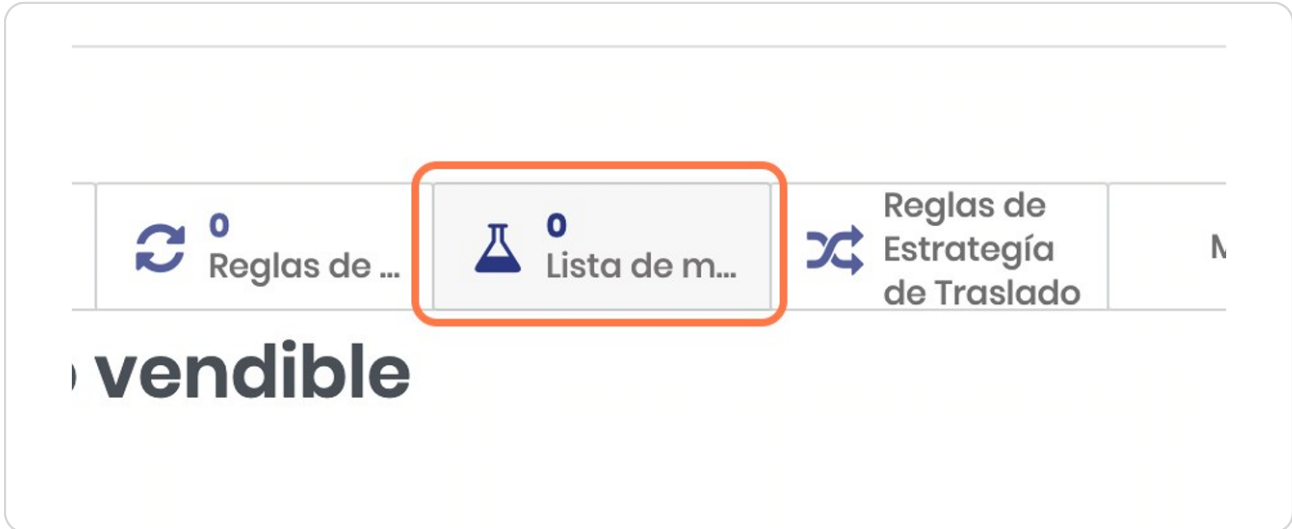 0
Reglas de ...
0
Lista de m...
Reglas de
Estrategía
de Traslado
vendible